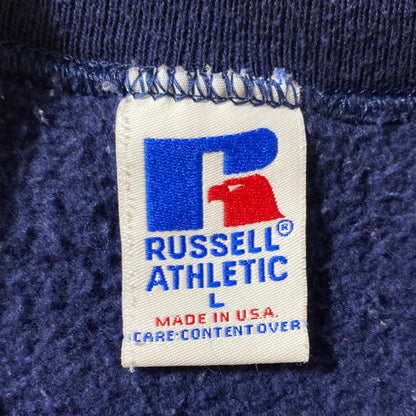 R
RUSSELL®
ATHLETIC
L
MADE IN U.S.A.
CARE·CONTENT OVER